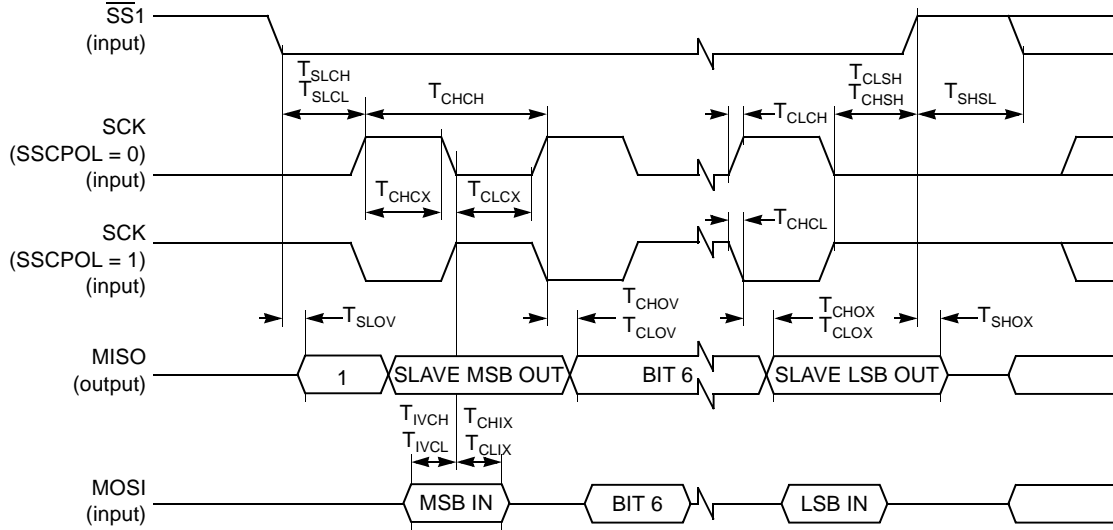 SS1
(input)
TSLCH
TSLCL
TCHCH
TCLCH
TCLSH
TCHSH
TSHSL
SCK
(SSCPOL = 0)
(input)
TCHCX
TCLCX
SCK
(SSCPOL = 1)
(input)
TCHCL
TSLOV
TCHOV
TCLOV
TCHOX
TCLOX
TSHOX
MISO
(output)
1
SLAVE MSB OUT
BIT 6
SLAVE LSB OUT
TIVCH
TIVCL
TCHIX
TCLIX
MOSI
(input)
MSB IN
BIT 6
LSB IN